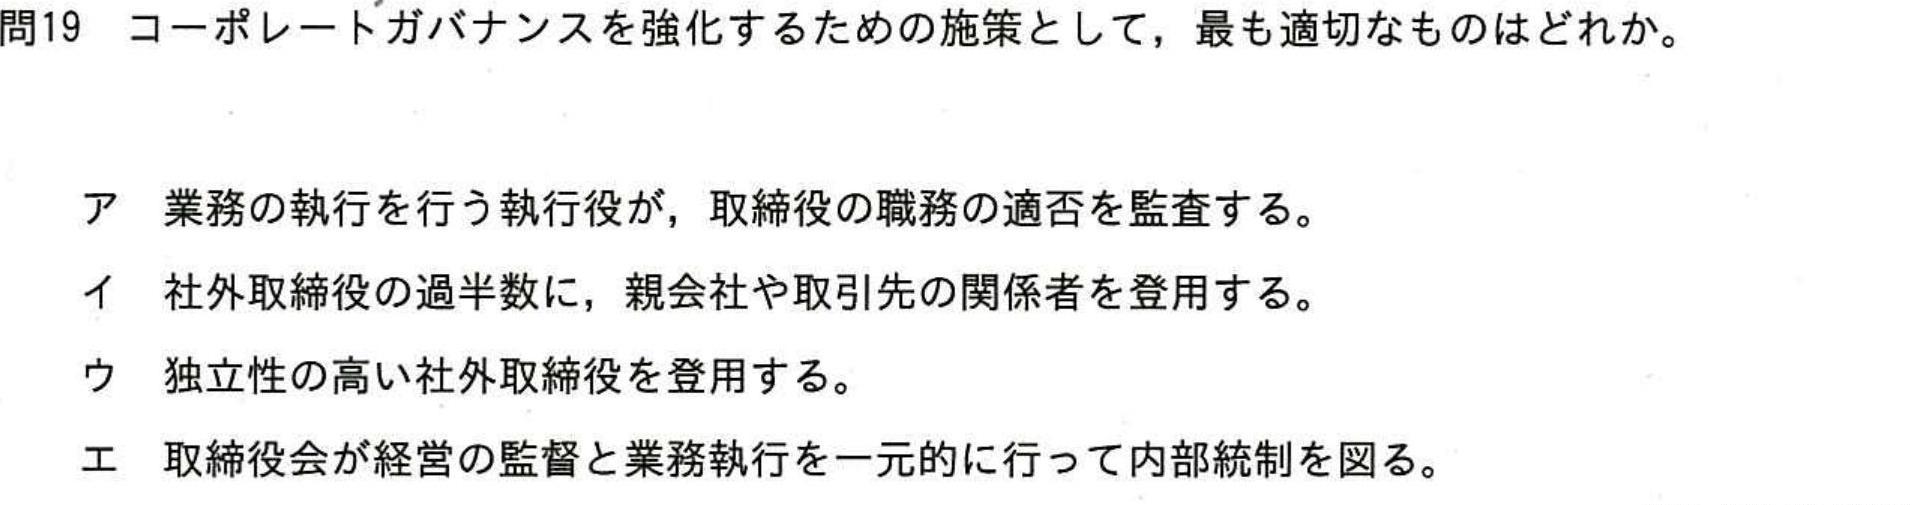 問19 コーポレートガバナンスを強化するための施策として，最も適切なものはどれか。
ア 業務の執行を行う執行役が，取締役の職務の適否を監査する。
イ 社外取締役の過半数に，親会社や取引先の関係者を登用する。
ウ 独立性の高い社外取締役を登用する。
エ 取締役会が経営の監督と業務執行を一元的に行って内部統制を図る。